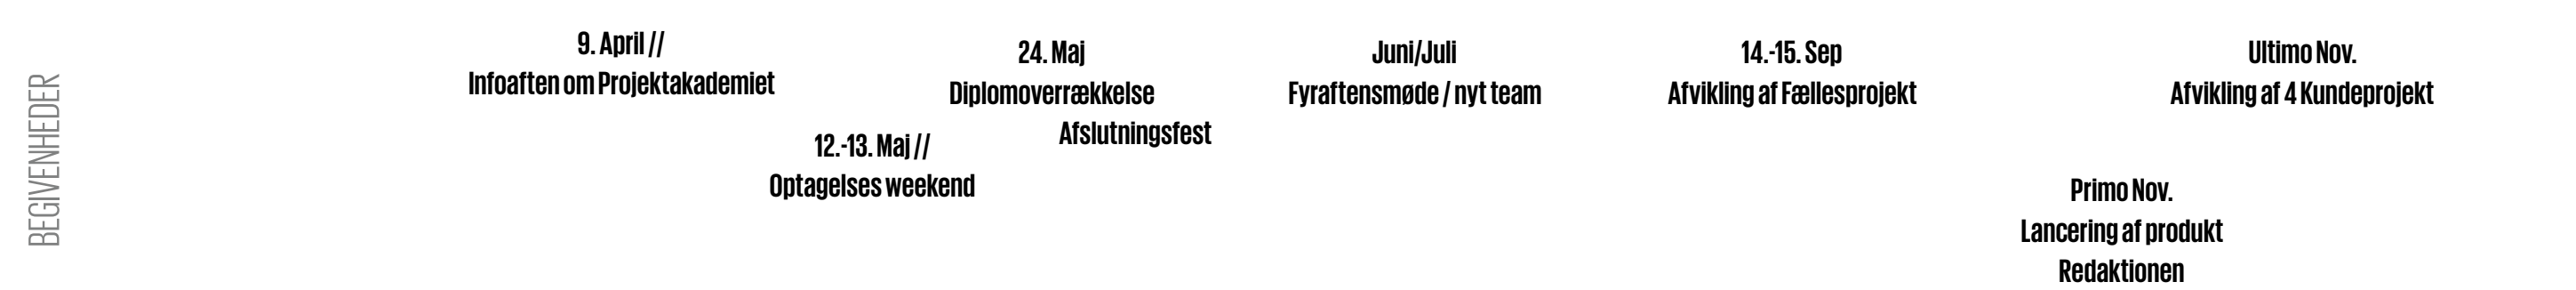 BEGIVENHEDER
9. April //
Infoaften om Projektakademiet
12.-13. Maj //
Optagelses weekend
24. Maj
Diplomoverrækkelse
Afslutningsfest
Juni/Juli
Fyraftensmøde / nyt team
14.-15. Sep
Afvikling af Fællesprojekt
Primo Nov.
Lancering af produkt
Redaktionen
Ultimo Nov.
Afvikling af 4 Kundeprojekt